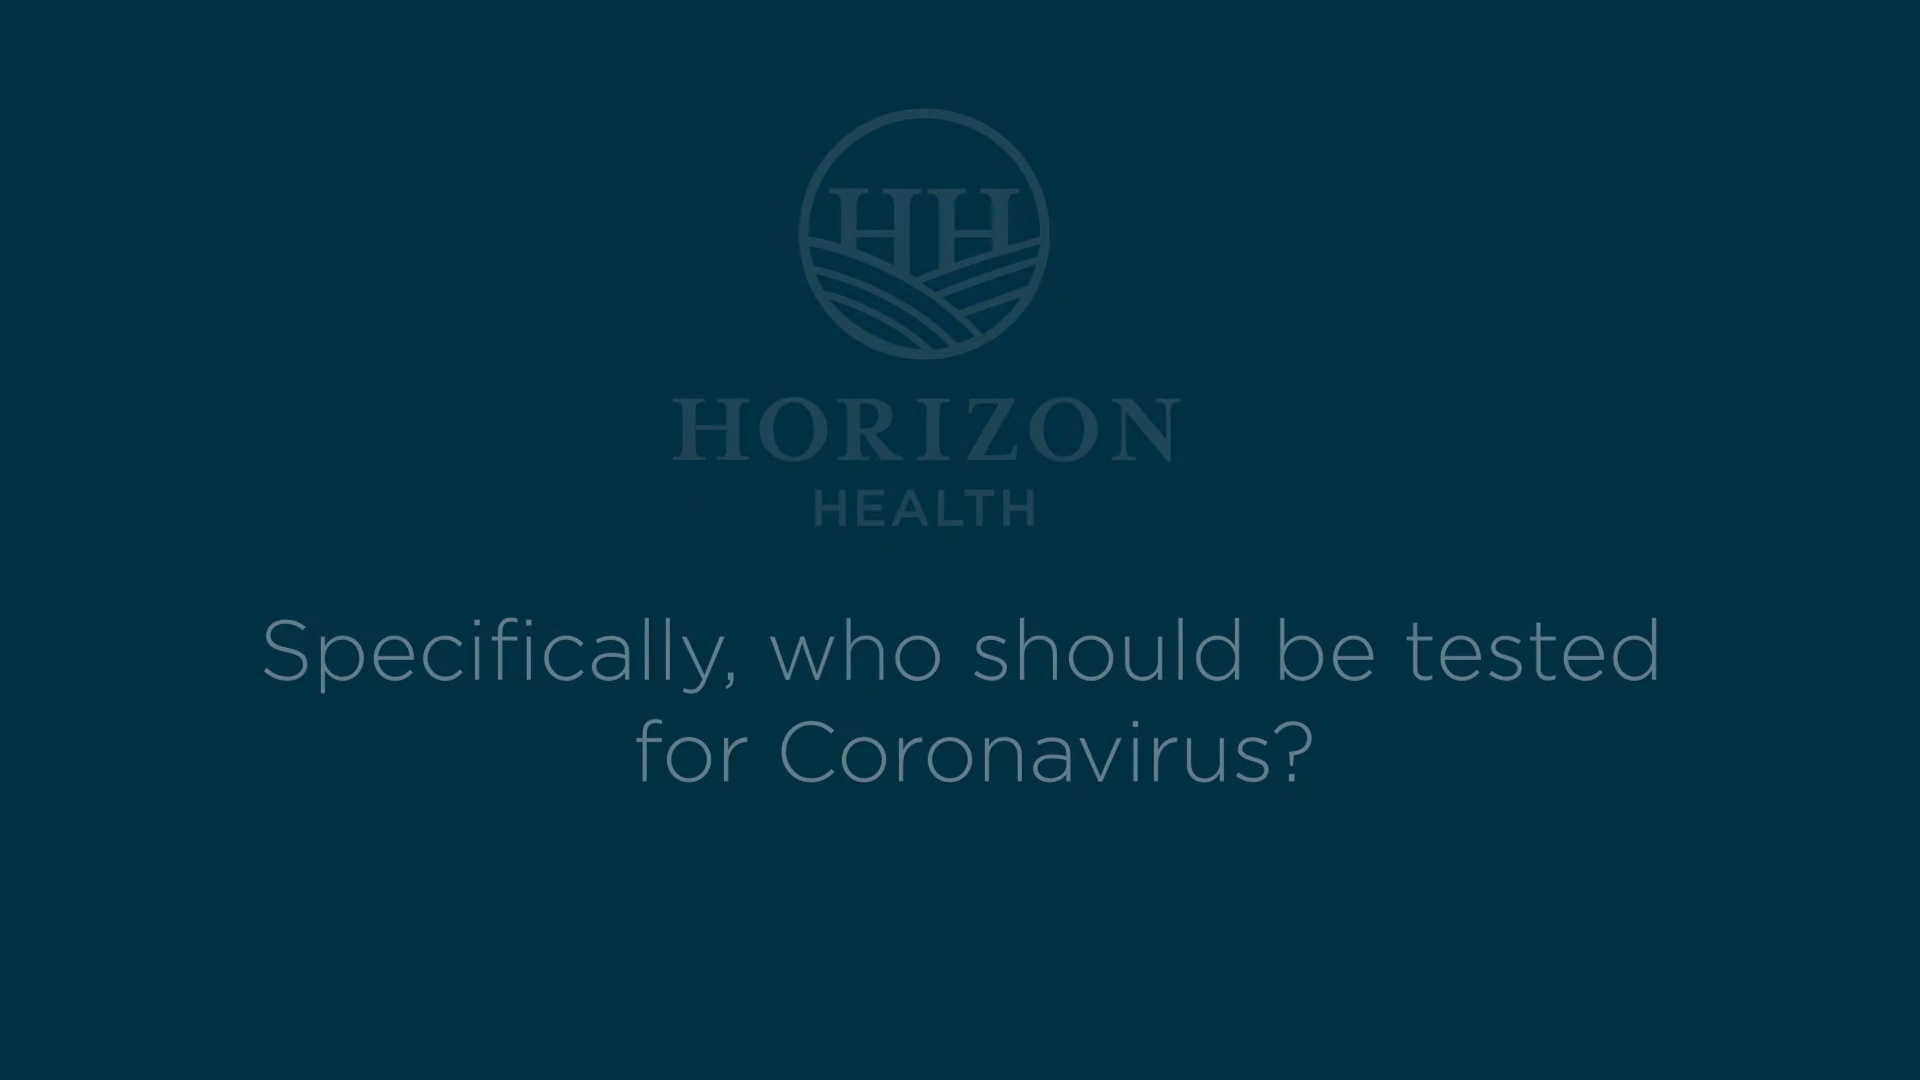 HH
HORIZON
HEALTH
Specifically, who should be tested
for Coronavirus?